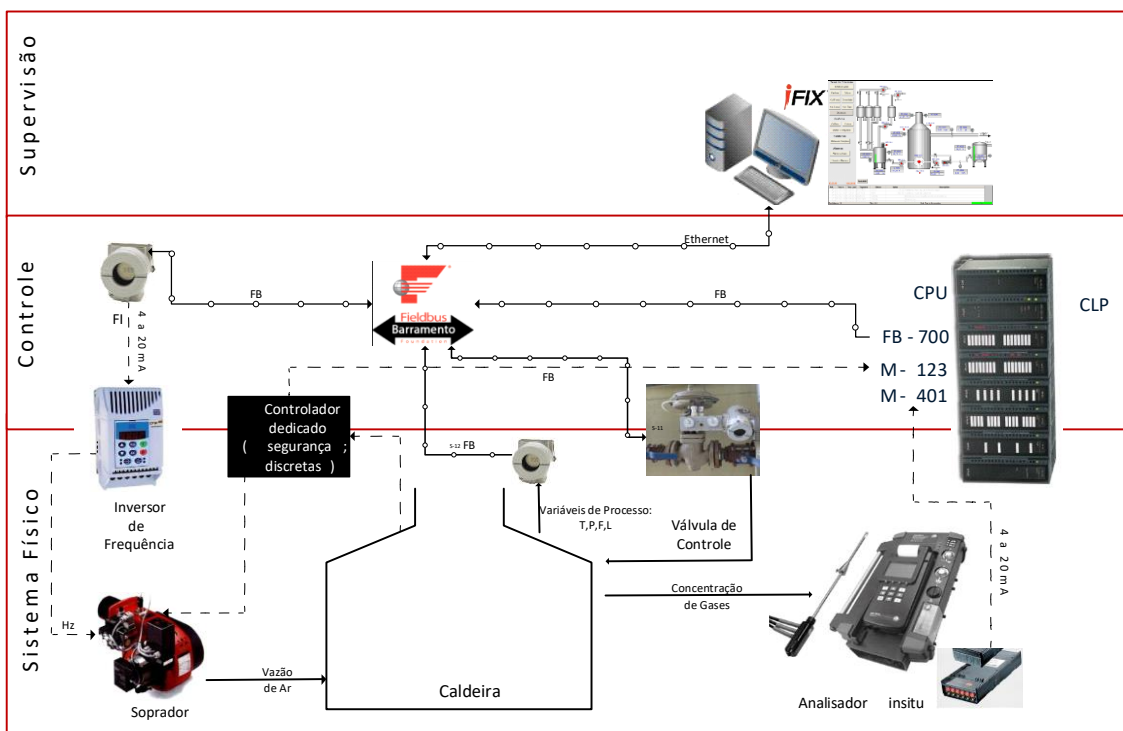 Supervisão
iFIX
Controle
Ethernet
FB
FB
FI
4 a 20 mA
Fieldbus
Barramento
FOUNDATION
CPU
CLP
FB - 700
M - 123
M - 401
FB
Controlador
dedicado
( segurança ;
discretas )
S-11
S-12 FB
Sistema Físico
Inversor
de
Frequência
Variáveis de Processo:
T,P,F,L
Válvula de
Controle
4 a 20 mA
Concentração
de Gases
Hz
Vazão
de Ar
Caldeira
Soprador
Analisador insitu